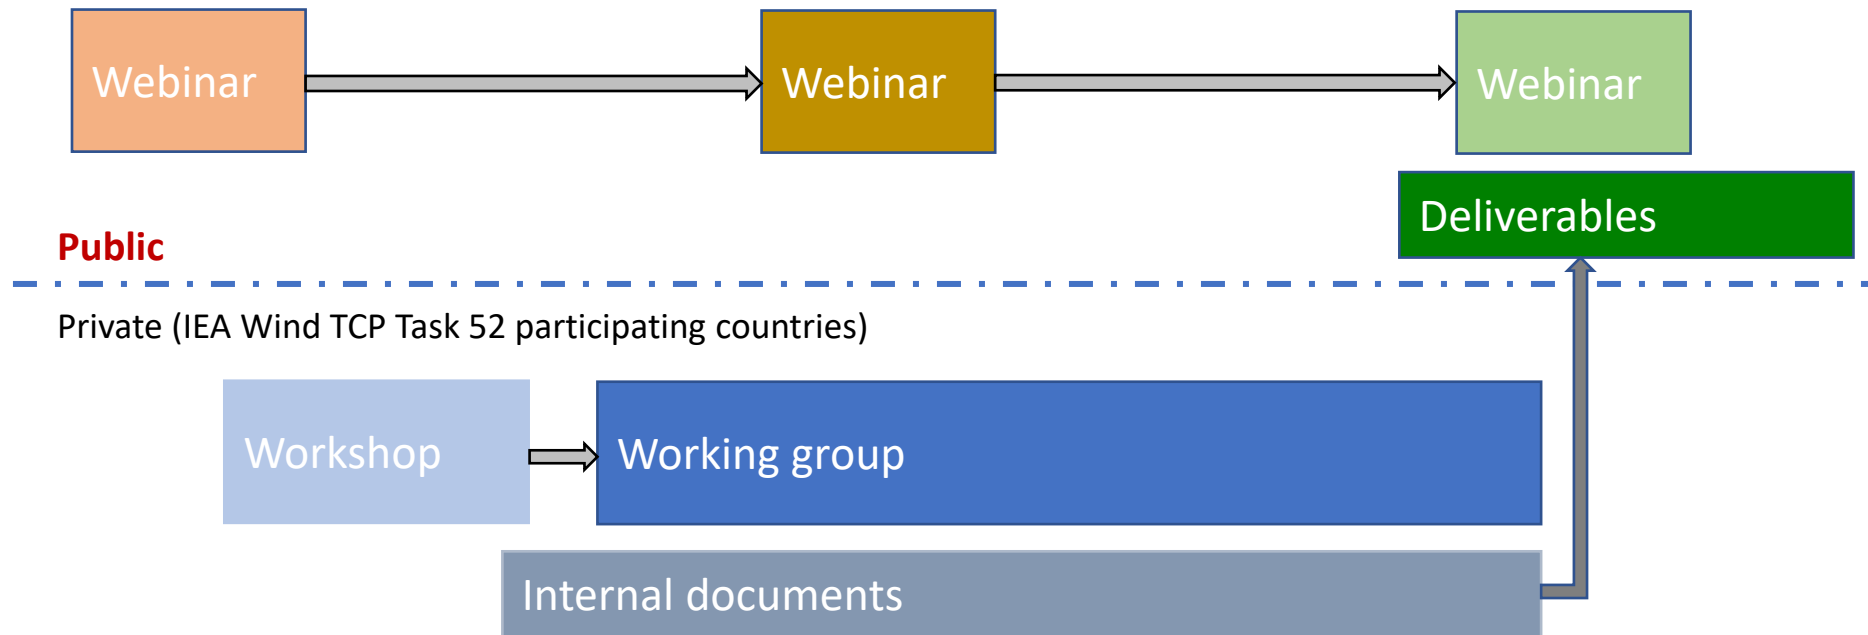 Webinar
Webinar
Webinar
Deliverables
Public
Private (IEA Wind TCP Task 52 participating countries)
Workshop
Working group
Internal documents